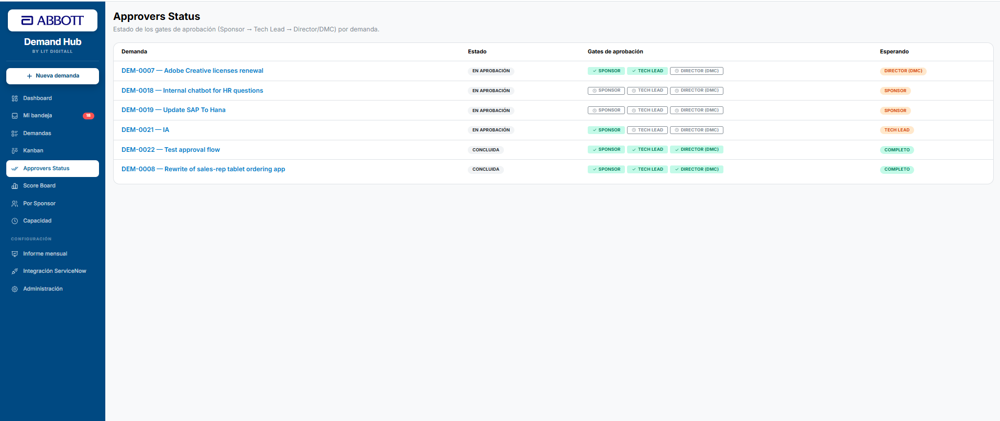 ABBOTT
Demand Hub
BY LIT DIGITALL
+ Nueva demanda
Dashboard
Mi bandeja 18
Demandas
Kanban
Approvers Status
Score Board
Por Sponsor
Capacidad
CONFIGURACIÓN
Informe mensual
Integración ServiceNow
Administración
Approvers Status
Estado de los gates de aprobación (Sponsor → Tech Lead → Director/DMC) por demanda.
Demanda Estado Gates de aprobación Esperando
DEM-0007 — Adobe Creative licenses renewal EN APROBACIÓN SPONSOR TECH LEAD DIRECTOR (DMC) DIRECTOR (DMC)
DEM-0018 — Internal chatbot for HR questions EN APROBACIÓN SPONSOR TECH LEAD DIRECTOR (DMC) SPONSOR
DEM-0019 — Update SAP To Hana EN APROBACIÓN SPONSOR TECH LEAD DIRECTOR (DMC) SPONSOR
DEM-0021 — IA EN APROBACIÓN SPONSOR TECH LEAD DIRECTOR (DMC) TECH LEAD
DEM-0022 — Test approval flow CONCLUIDA SPONSOR TECH LEAD DIRECTOR (DMC) COMPLETO
DEM-0008 — Rewrite of sales-rep tablet ordering app CONCLUIDA SPONSOR TECH LEAD DIRECTOR (DMC) COMPLETO